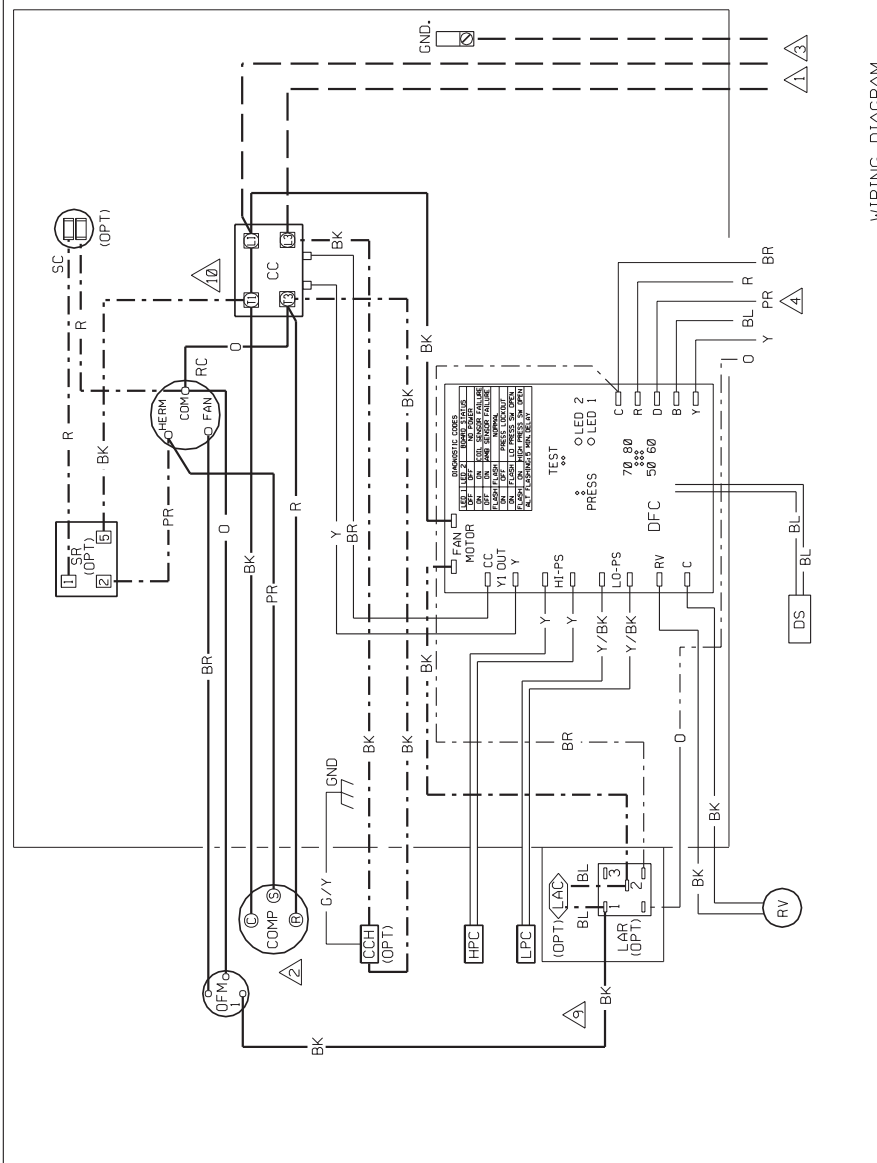 GND.
3
1
WIRING DIAGRAM
SC
(OPT)
R
R
10
L1
L3
T1
T3
CC
BK
RC
O
HERM
COM
FAN
R
BK
1
SR
(OPT)
5
2
PR
O
BK
R
PR
BR
Y
BR
BK
BK
BR
R
PR
BL
4
Y
O
DIAGNOSTIC CODES
LED 1 LED 2 BOARD STATUS
OFF OFF NO POWER
ON ON COIL SENSOR FAILURE
OFF ON AMB SENSOR FAILURE
FLASH FLASH NORMAL
ON OFF PRESS LOCKOUT
ON FLASH LO PRESS SW OPEN
FLASH ON HIGH PRESS SW OPEN
ALT FLASHING=5 MIN. DELAY
TEST
LED 2
LED 1
PRESS
70 80
50 60
DFC
C
R
D
B
Y
FAN
MOTOR
CC
Y1 OUT
Y
HI-PS
LO-PS
RV
C
BK
Y
Y
Y/BK
Y/BK
BL
BL
DS
BK
BK
BR
O
GND
G/Y
C
S
R
COMP
2
OFM
1
CCH
(OPT)
HPC
LPC
(OPT)
LAC
BL
BL
3
1
2
LAR
(OPT)
BK
BK
RV
9
BK
BK